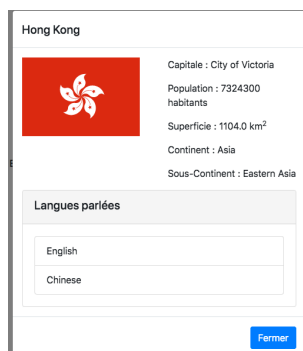 Hong Kong
Capitale : City of Victoria
Population : 7324300
habitants
Superficie : 1104.0 km²
Continent : Asia
Sous-Continent : Eastern Asia
Langues parlées
English
Chinese
Fermer